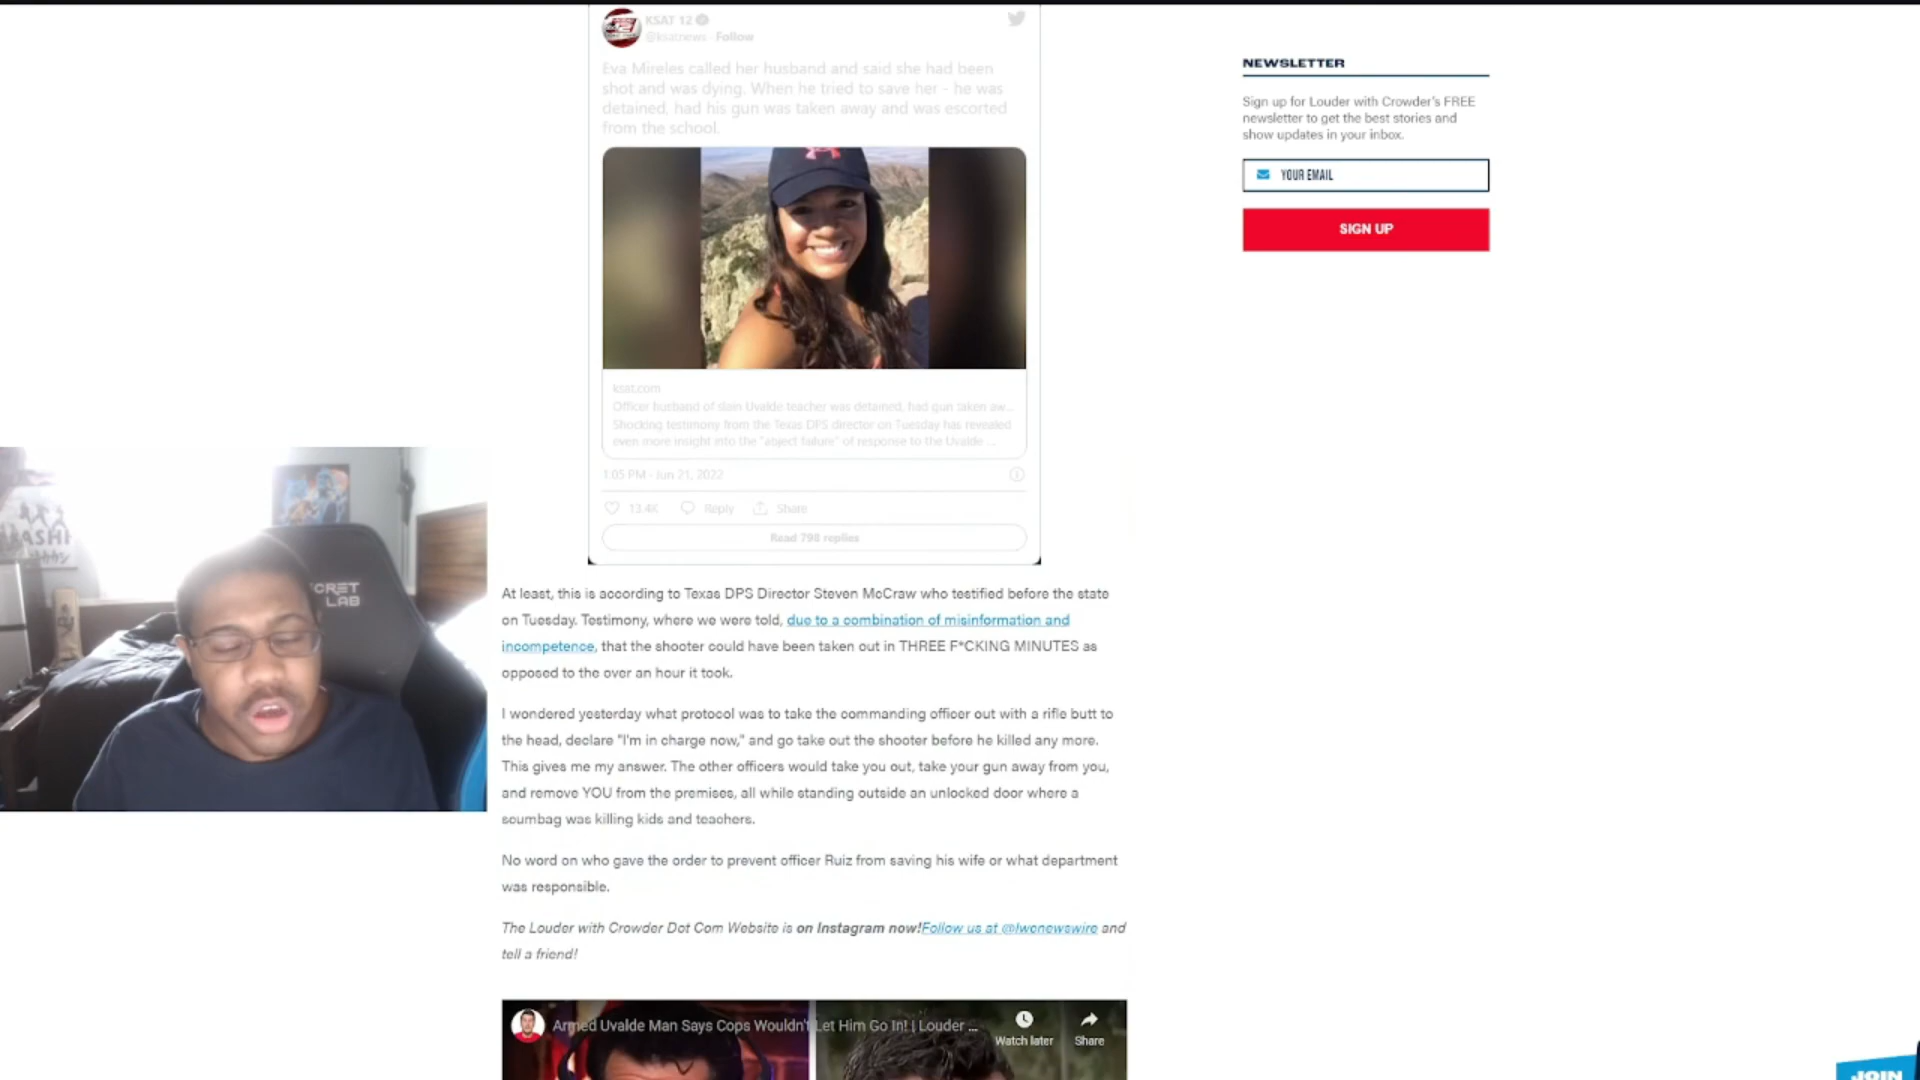 KSAT 12
@ksatnews · Follow
Eva Mireles called her husband and said she had been
shot and was dying. When he tried to save her - he was
detained, had his gun was taken away and was escorted
from the school.
ksat.com
Officer husband of slain Uvalde teacher was detained, had gun taken aw...
Shocking testimony from the Texas DPS director on Tuesday has revealed
even more insight into the "abject failure" of response to the Uvalde ...
1:05 PM · Jun 21, 2022
13.4K Reply Share
Read 798 replies
NEWSLETTER
Sign up for Louder with Crowder's FREE
newsletter to get the best stories and
show updates in your inbox.
YOUR EMAIL
SIGN UP
ASHI
CRET
LAB
At least, this is according to Texas DPS Director Steven McCraw who testified before the state
on Tuesday. Testimony, where we were told, due to a combination of misinformation and
incompetence, that the shooter could have been taken out in THREE F*CKING MINUTES as
opposed to the over an hour it took.
I wondered yesterday what protocol was to take the commanding officer out with a rifle butt to
the head, declare "I'm in charge now," and go take out the shooter before he killed any more.
This gives me my answer. The other officers would take you out, take your gun away from you,
and remove YOU from the premises, all while standing outside an unlocked door where a
scumbag was killing kids and teachers.
No word on who gave the order to prevent officer Ruiz from saving his wife or what department
was responsible.
The Louder with Crowder Dot Com Website is on Instagram now!Follow us at @lwcnewswire and
tell a friend!
Armed Uvalde Man Says Cops Wouldn't Let Him Go In! | Louder ...
Watch later Share
JOIN